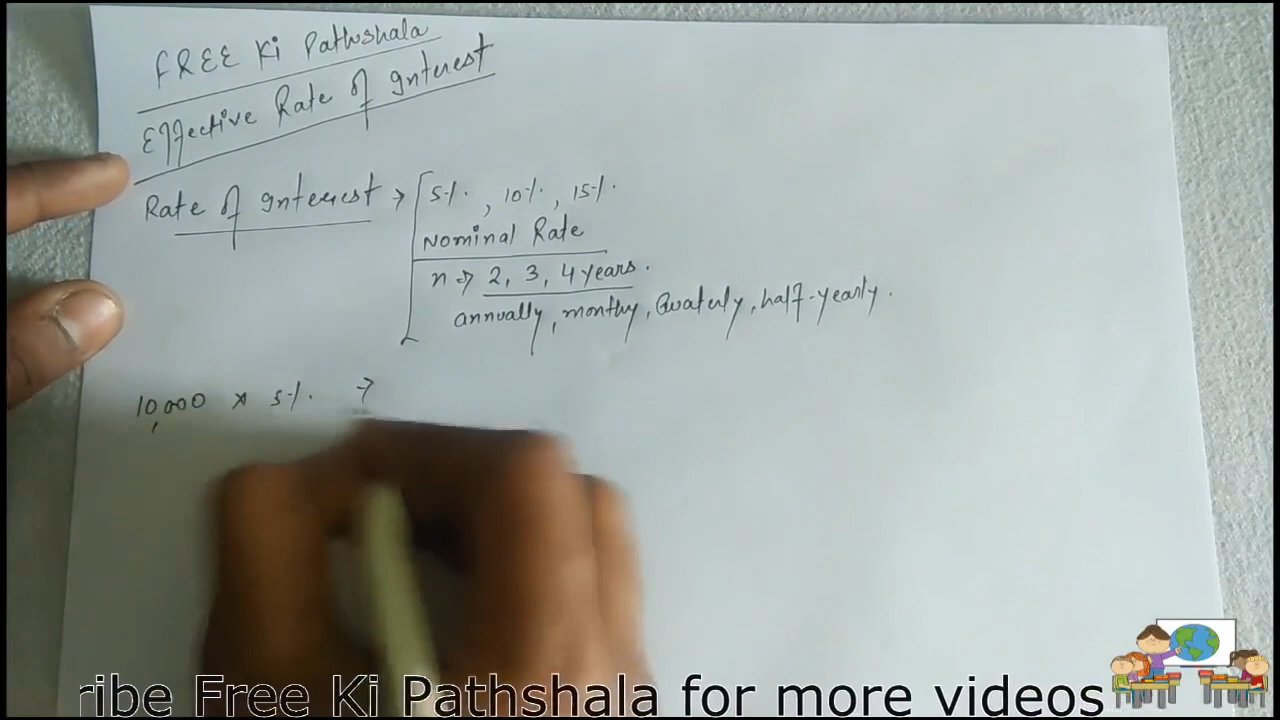 FREE Ki Pathshala
Effective Rate of Interest
Rate of Interest → 5%, 10%, 15%.
Nominal Rate
n ⇒ 2, 3, 4 years.
annually, monthy, Quaterly, half-yearly.
10,000 × 5% →
ribe Free Ki Pathshala for more videos